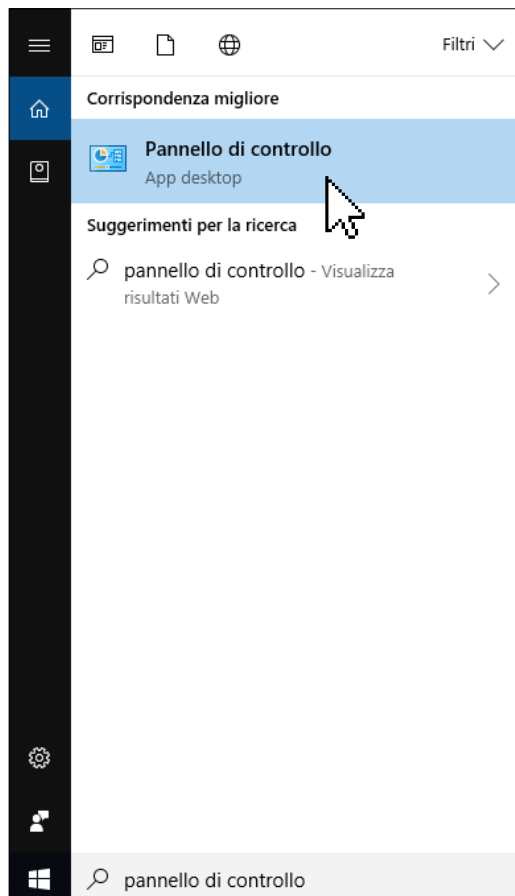 Filtri
Corrispondenza migliore
Pannello di controllo
App desktop
Suggerimenti per la ricerca
pannello di controllo - Visualizza
risultati Web
pannello di controllo